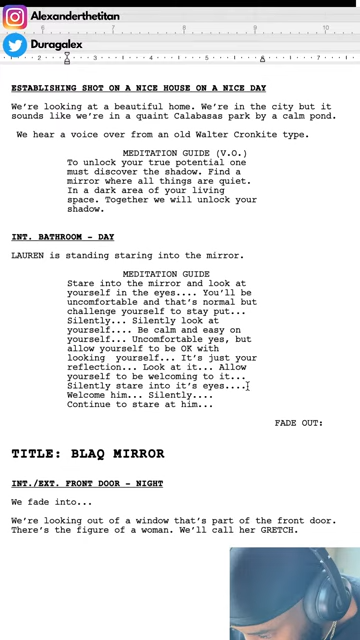 Alexanderthetitan
Duragalex
6 7 8 9 10
2 3 4 5 6
ESTABLISHING SHOT ON A NICE HOUSE ON A NICE DAY
We're looking at a beautiful home. We're in the city but it
sounds like we're in a quaint Calabasas park by a calm pond.
We hear a voice over from an old Walter Cronkite type.
MEDITATION GUIDE (V.O.)
To unlock your true potential one
must discover the shadow. Find a
mirror where all things are quiet.
In a dark area of your living
space. Together we will unlock your
shadow.
INT. BATHROOM - DAY
LAUREN is standing staring into the mirror.
MEDITATION GUIDE
Stare into the mirror and look at
yourself in the eyes.... You'll be
uncomfortable and that's normal but
challenge yourself to stay put...
Silently... Silently look at
yourself.... Be calm and easy on
yourself... Uncomfortable yes, but
allow yourself to be OK with
looking yourself... It's just your
reflection... Look at it... Allow
yourself to be welcoming to it...
Silently stare into it's eyes....
Welcome him... Silently....
Continue to stare at him...
FADE OUT:
TITLE: BLAQ MIRROR
INT./EXT. FRONT DOOR - NIGHT
We fade into...
We're looking out of a window that's part of the front door.
There's the figure of a woman. We'll call her GRETCH.